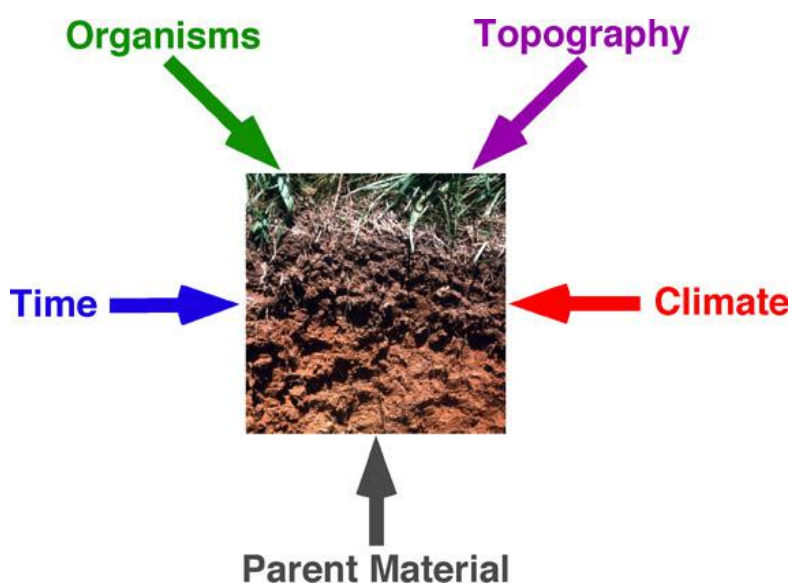 Organisms
Topography
Time
Climate
Parent Material